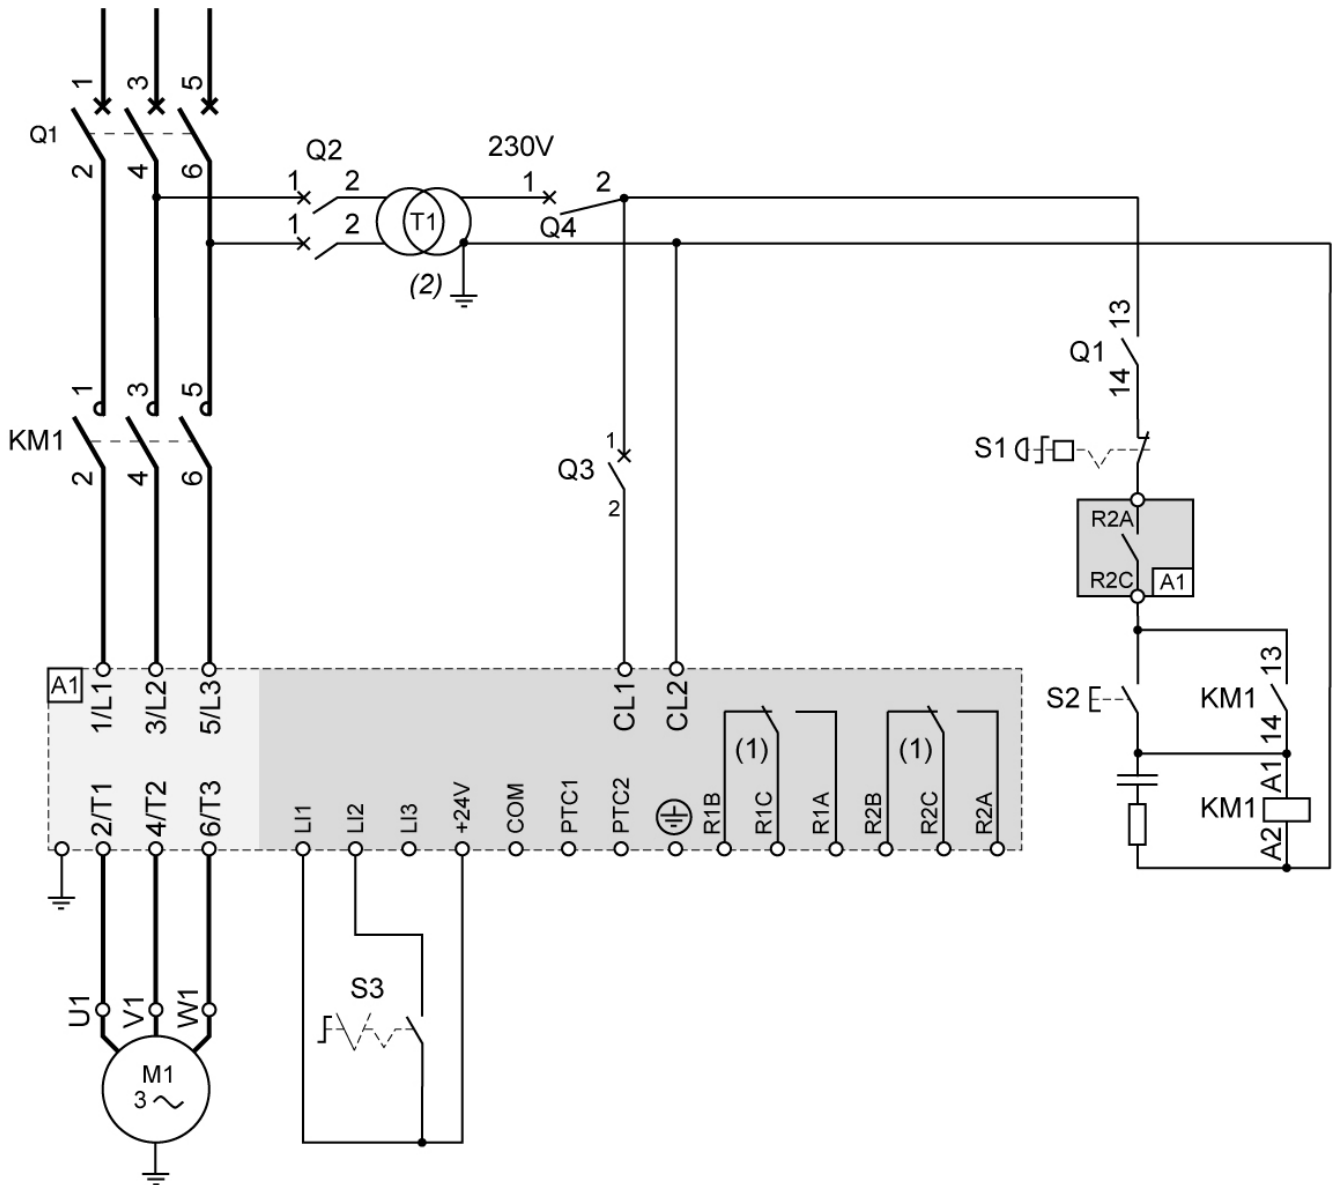 1 3 5
Q1
2 4 6
Q2
230V
1 2
1 2
T1
1 2
Q4
(2)
13
Q1
14
1 3 5
KM1
2 4 6
1
Q3
2
S1
R2A
R2C A1
A1
1/L1 3/L2 5/L3
CL1 CL2
13
S2
KM1
14
(1) (1)
2/T1 4/T2 6/T3
LI1 LI2 LI3 +24V COM PTC1 PTC2 R1B R1C R1A R2B R2C R2A
A1
KM1
A2
S3
U1 V1 W1
M1
3